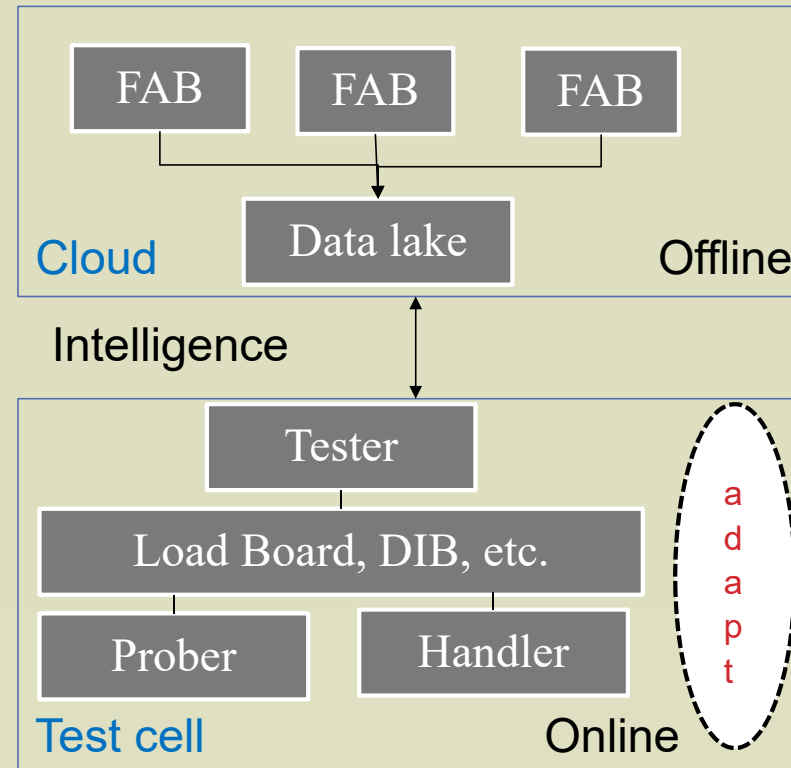 FAB
FAB
FAB
Data lake
Cloud
Offline
Intelligence
Tester
Load Board, DIB, etc.
Prober
Handler
Test cell
Online
a
d
a
p
t